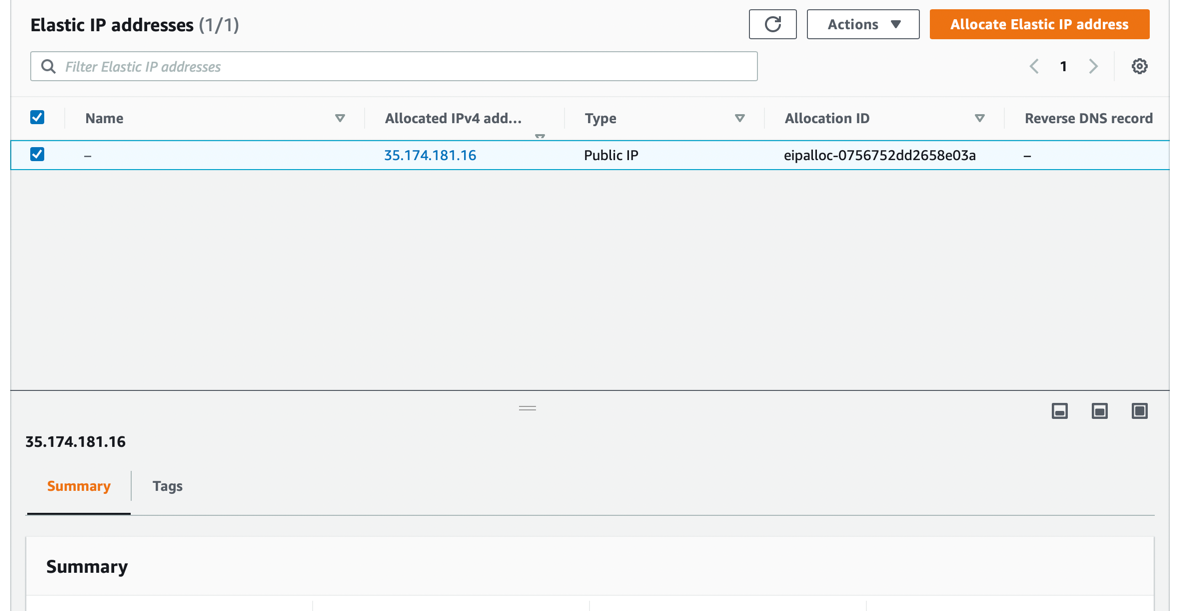 Elastic IP addresses (1/1)
Actions
Allocate Elastic IP address
Filter Elastic IP addresses
1
Name
Allocated IPv4 add...
Type
Allocation ID
Reverse DNS record
–
35.174.181.16
Public IP
eipalloc-0756752dd2658e03a
–
35.174.181.16
Summary
Tags
Summary